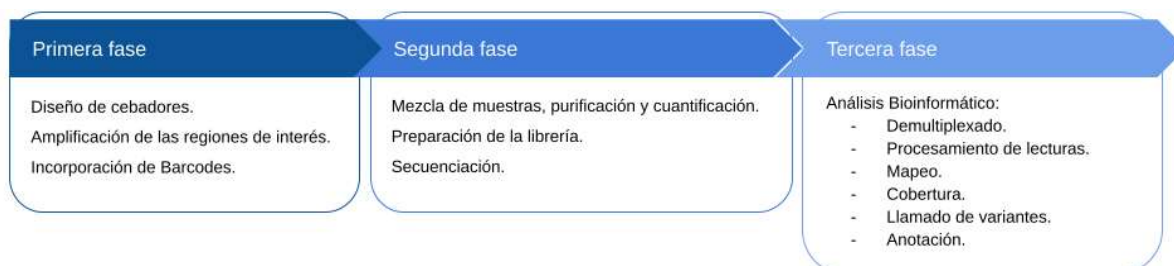 Primera fase
Diseño de cebadores.
Amplificación de las regiones de interés.
Incorporación de Barcodes.
Segunda fase
Mezcla de muestras, purificación y cuantificación.
Preparación de la librería.
Secuenciación.
Tercera fase
Análisis Bioinformático:
- Demultiplexado.
- Procesamiento de lecturas.
- Mapeo.
- Cobertura.
- Llamado de variantes.
- Anotación.